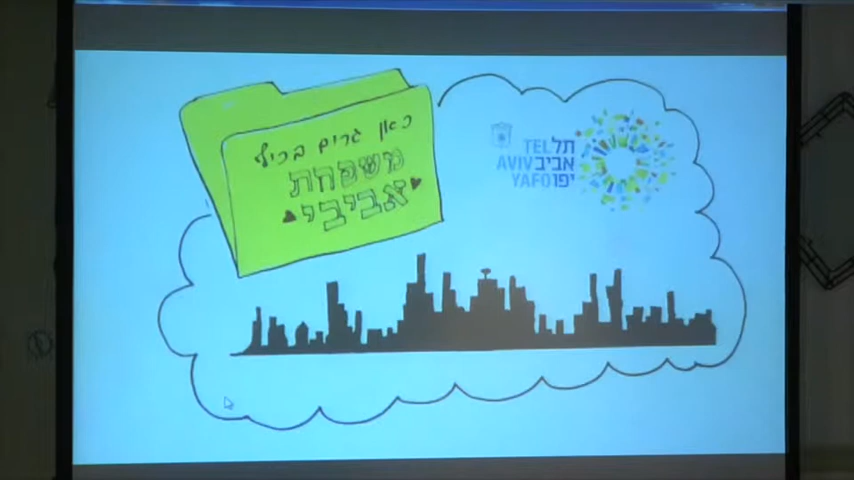 כאן גרים בכיף
משפחת
אביבי
תל TEL
אביב AVIV
יפו YAFO